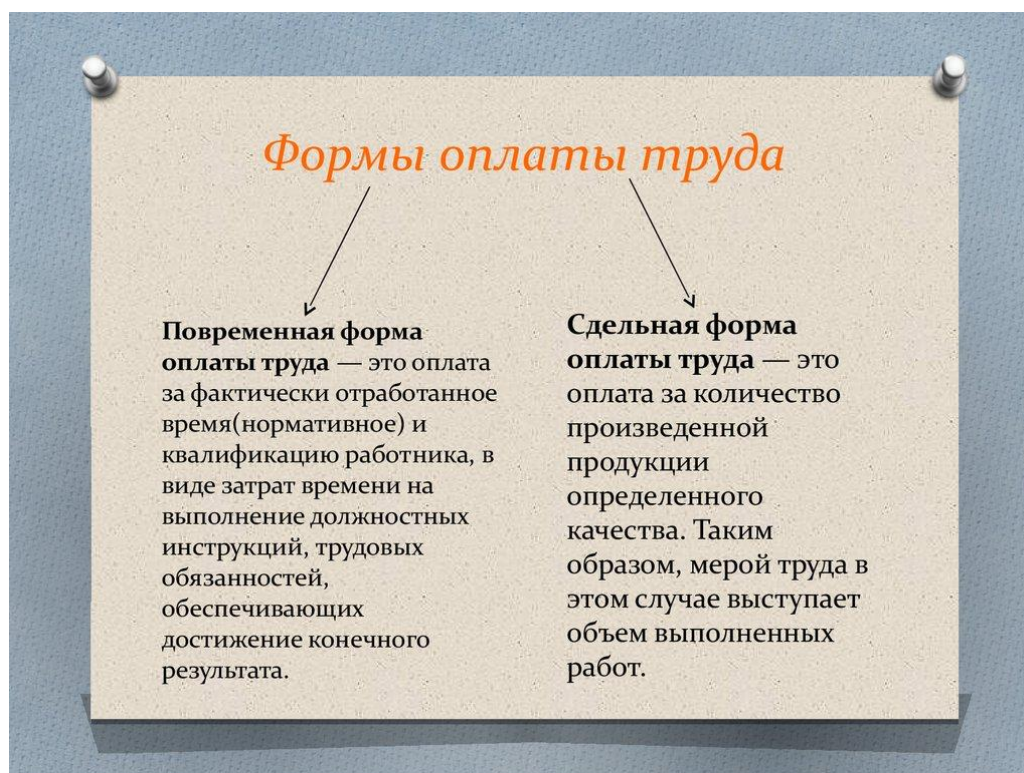 Формы оплаты труда
Повременная форма
оплаты труда — это оплата
за фактически отработанное
время(нормативное) и
квалификацию работника, в
виде затрат времени на
выполнение должностных
инструкций, трудовых
обязанностей,
обеспечивающих
достижение конечного
результата.
Сдельная форма
оплаты труда — это
оплата за количество
произведенной
продукции
определенного
качества. Таким
образом, мерой труда в
этом случае выступает
объем выполненных
работ.